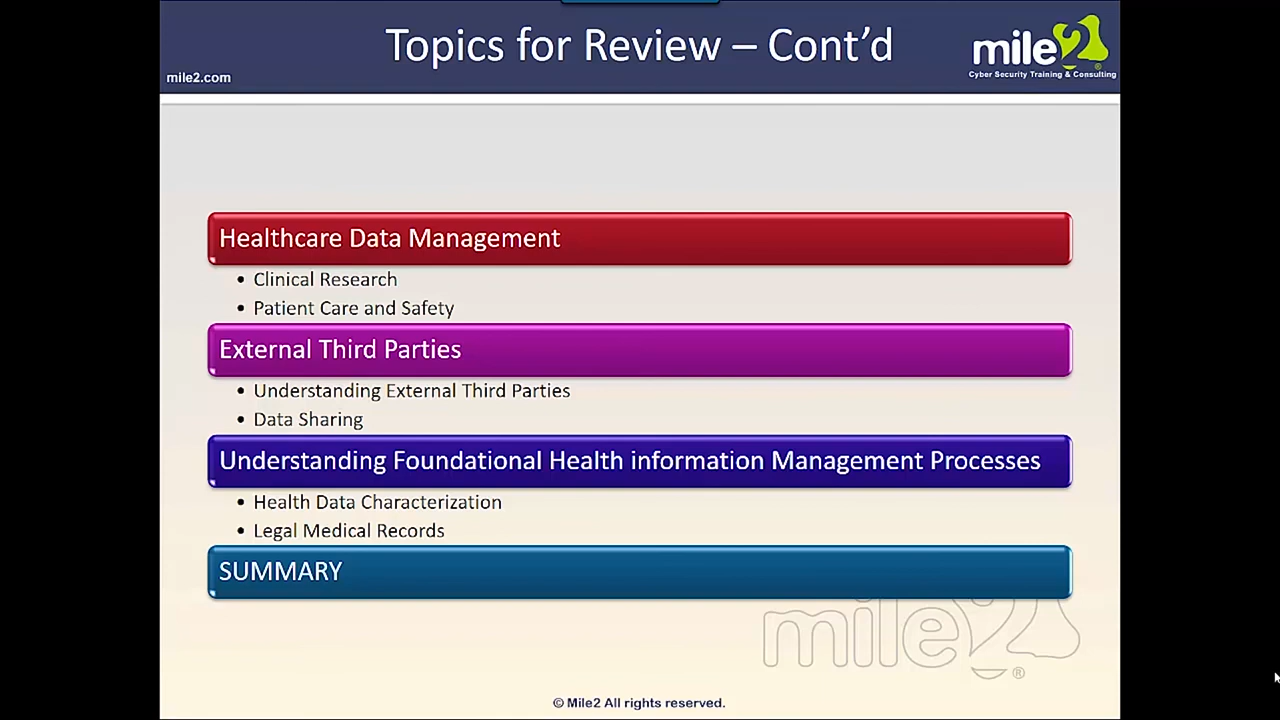 Topics for Review – Cont’d
mile2
mile2.com
Cyber Security Training & Consulting
Healthcare Data Management
• Clinical Research
• Patient Care and Safety
External Third Parties
• Understanding External Third Parties
• Data Sharing
Understanding Foundational Health information Management Processes
• Health Data Characterization
• Legal Medical Records
SUMMARY
mile2®
© Mile2 All rights reserved.